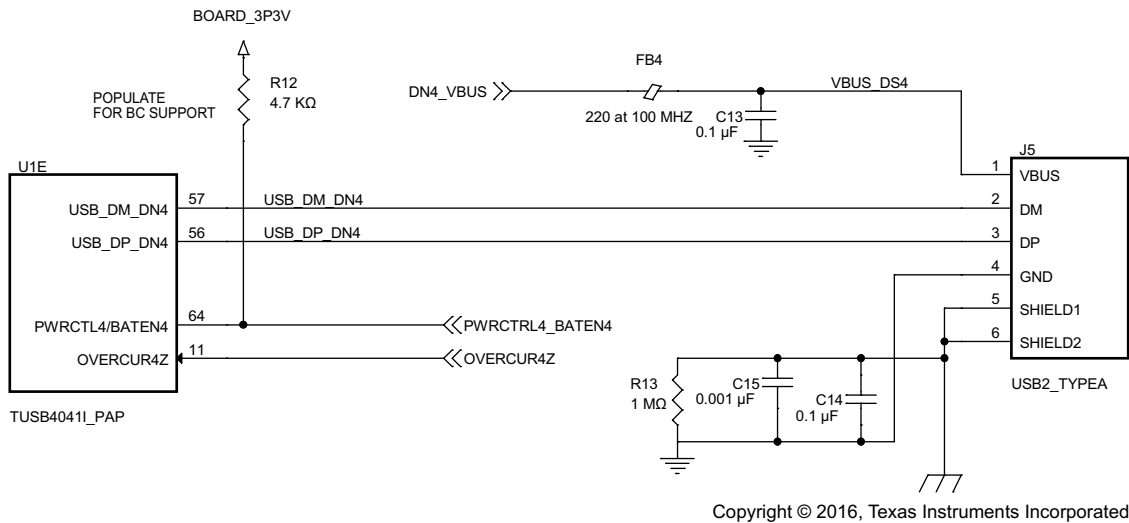 BOARD_3P3V
R12
4.7 KΩ
POPULATE
FOR BC SUPPORT
FB4
DN4_VBUS
220 at 100 MHZ
VBUS_DS4
C13
0.1 µF
U1E
J5
USB_DM_DN4
57
USB_DM_DN4
USB_DP_DN4
56
USB_DP_DN4
PWRCTL4/BATEN4
64
PWRCTRL4_BATEN4
OVERCUR4Z
11
OVERCUR4Z
TUSB4041I_PAP
1
VBUS
2
DM
3
DP
4
GND
5
SHIELD1
6
SHIELD2
USB2_TYPEA
R13
1 MΩ
C15
0.001 µF
C14
0.1 µF
Copyright © 2016, Texas Instruments Incorporated